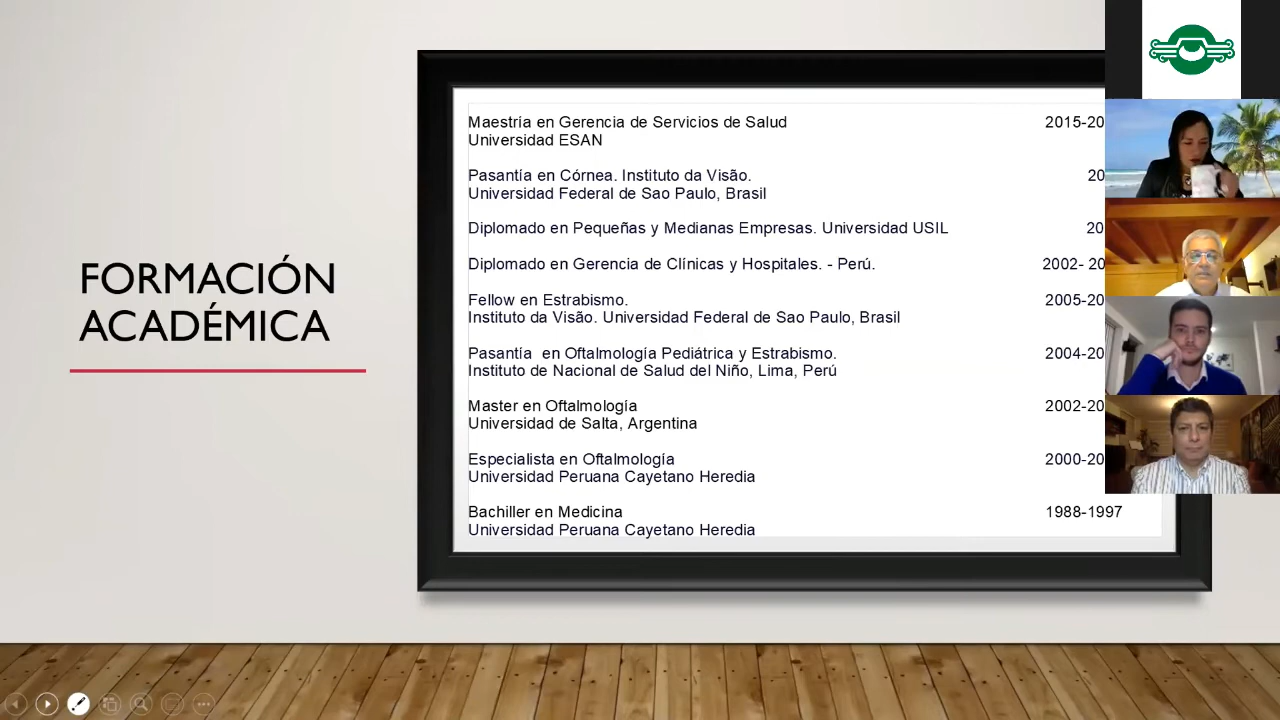 FORMACIÓN
ACADÉMICA
Maestría en Gerencia de Servicios de Salud 2015-20
Universidad ESAN
Pasantía en Córnea. Instituto da Visão. 20
Universidad Federal de Sao Paulo, Brasil
Diplomado en Pequeñas y Medianas Empresas. Universidad USIL 20
Diplomado en Gerencia de Clínicas y Hospitales. - Perú. 2002- 20
Fellow en Estrabismo. 2005-20
Instituto da Visão. Universidad Federal de Sao Paulo, Brasil
Pasantía en Oftalmología Pediátrica y Estrabismo. 2004-20
Instituto de Nacional de Salud del Niño, Lima, Perú
Master en Oftalmología 2002-20
Universidad de Salta, Argentina
Especialista en Oftalmología 2000-20
Universidad Peruana Cayetano Heredia
Bachiller en Medicina 1988-1997
Universidad Peruana Cayetano Heredia